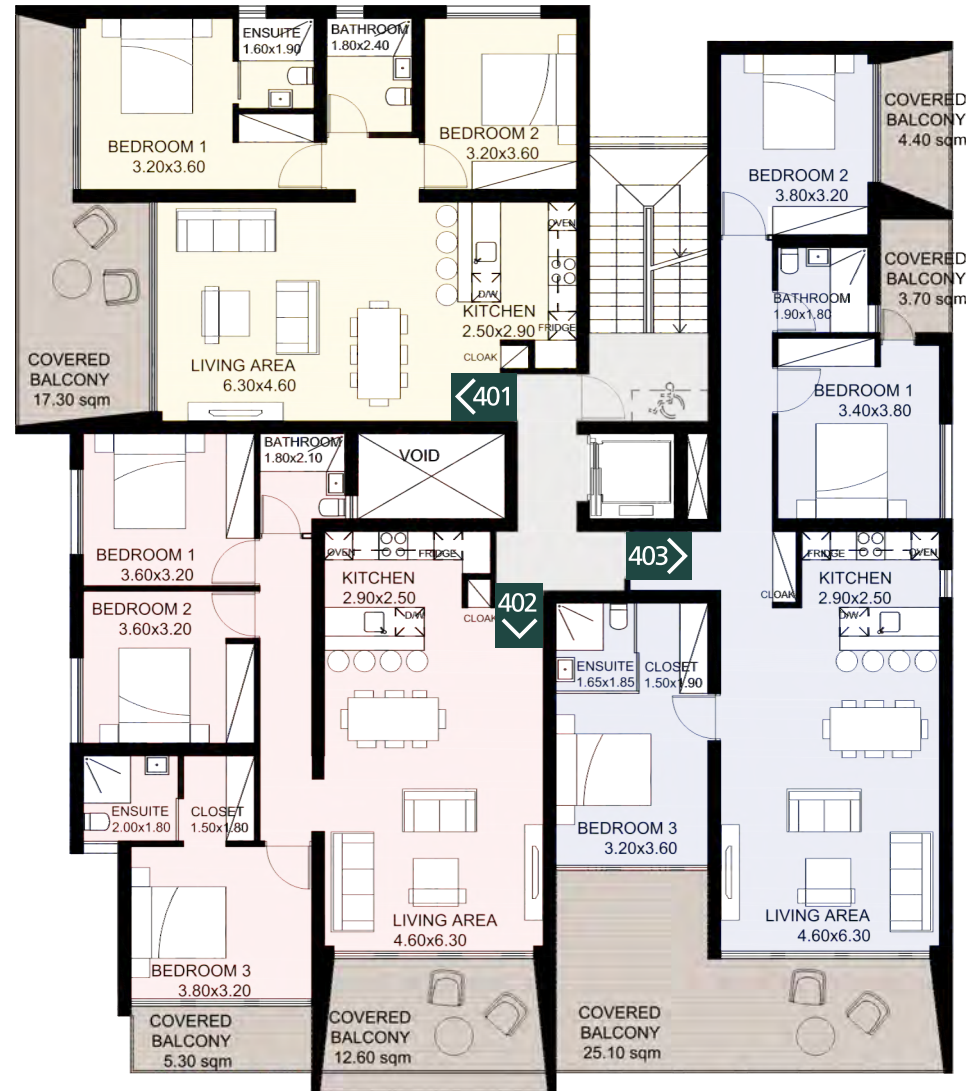 ENSUITE
1.60x1.90
BATHROOM
1.80x2.40
BEDROOM 1
3.20x3.60
BEDROOM 2
3.20x3.60
OVEN
D/W
KITCHEN
2.50x2.90
FRIDGE
CLOAK
LIVING AREA
6.30x4.60
COVERED
BALCONY
17.30 sqm
401
COVERED
BALCONY
4.40 sqm
BEDROOM 2
3.80x3.20
COVERED
BALCONY
3.70 sqm
BATHROOM
1.90x1.80
BEDROOM 1
3.40x3.80
BATHROOM
1.80x2.10
VOID
BEDROOM 1
3.60x3.20
BEDROOM 2
3.60x3.20
OVEN
FRIDGE
KITCHEN
2.90x2.50
D/W
CLOAK
402
403
CLOAK
FRIDGE
OVEN
KITCHEN
2.90x2.50
D/W
ENSUITE
1.65x1.85
CLOSET
1.50x1.90
ENSUITE
2.00x1.80
CLOSET
1.50x1.80
BEDROOM 3
3.20x3.60
LIVING AREA
4.60x6.30
LIVING AREA
4.60x6.30
BEDROOM 3
3.80x3.20
COVERED
BALCONY
5.30 sqm
COVERED
BALCONY
12.60 sqm
COVERED
BALCONY
25.10 sqm